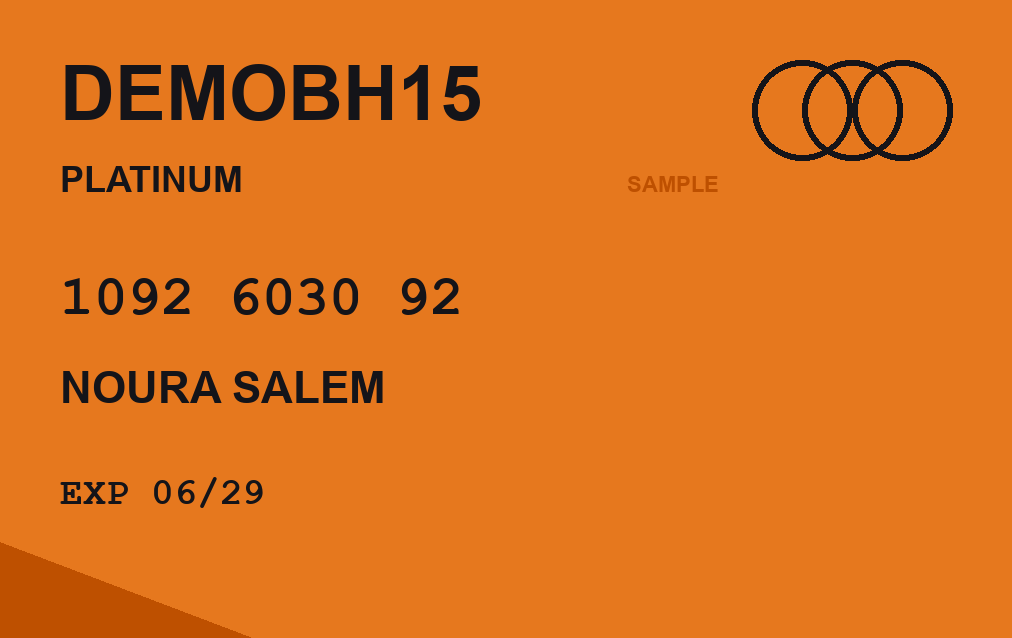 DEMOBH15
PLATINUM
SAMPLE
1092 6030 92
NOURA SALEM
EXP 06/29